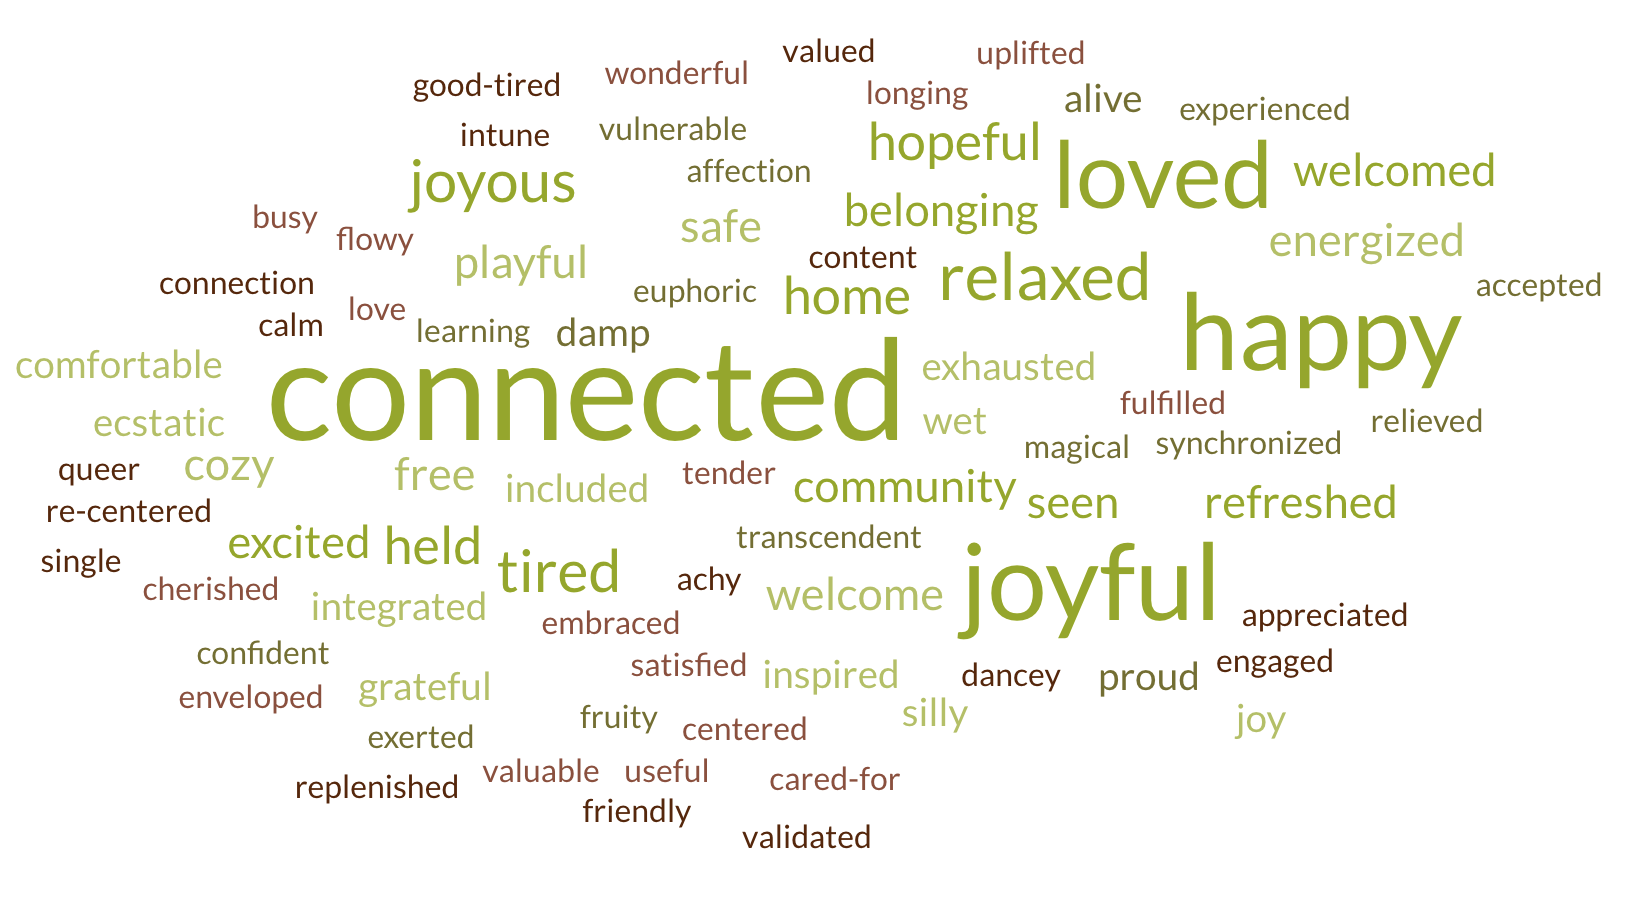 valued
uplifted
wonderful
good-tired
longing
alive
experienced
intune
vulnerable
hopeful
loved
welcomed
affection
joyous
belonging
safe
busy
flowy
energized
playful
content
relaxed
connection
euphoric
home
accepted
love
calm
learning
damp
happy
comfortable
connected
exhausted
fulfilled
ecstatic
wet
relieved
magical
synchronized
queer
cozy
free
included
tender
community
seen
refreshed
re-centered
excited
held
transcendent
single
tired
achy
joyful
cherished
integrated
welcome
embraced
appreciated
confident
satisfied
inspired
dancey
proud
engaged
enveloped
grateful
fruity
silly
joy
exerted
centered
replenished
valuable
useful
cared-for
friendly
validated